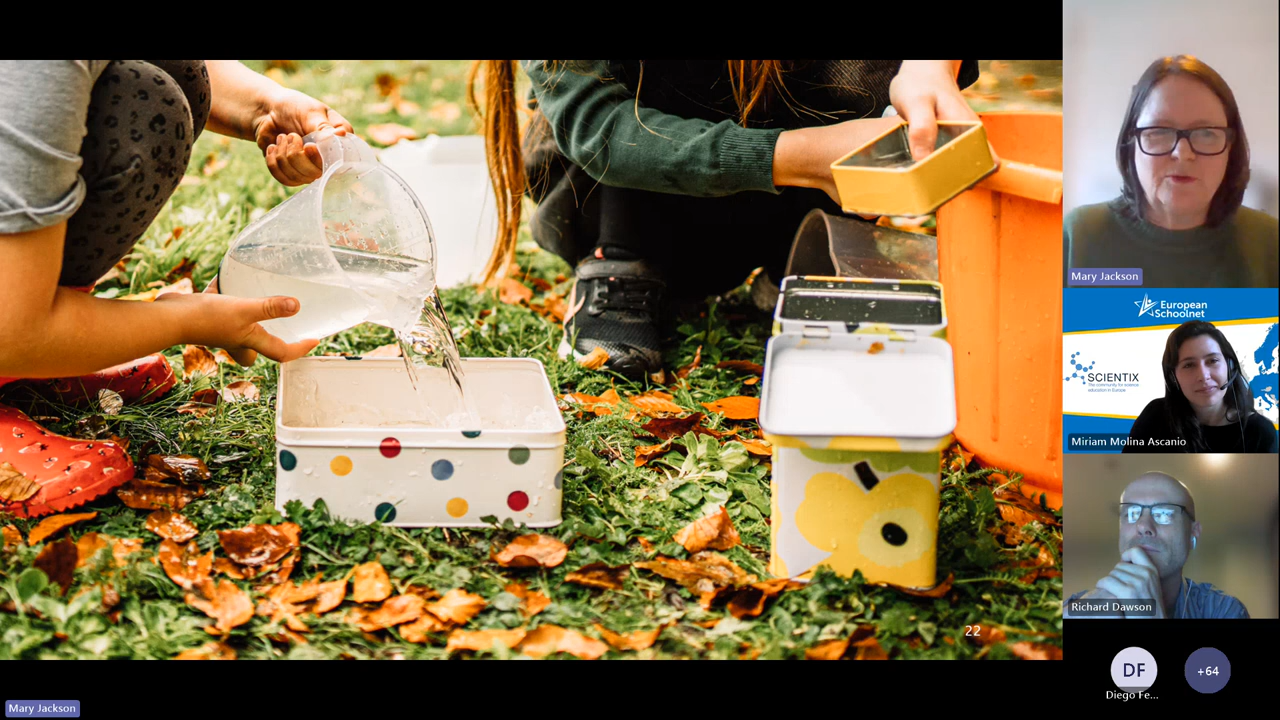 22
Mary Jackson
Mary Jackson
European
Schoolnet
SCIENTIX
The community for science
education in Europe
Miriam Molina Ascanio
Richard Dawson
DF
Diego Fe...
+64